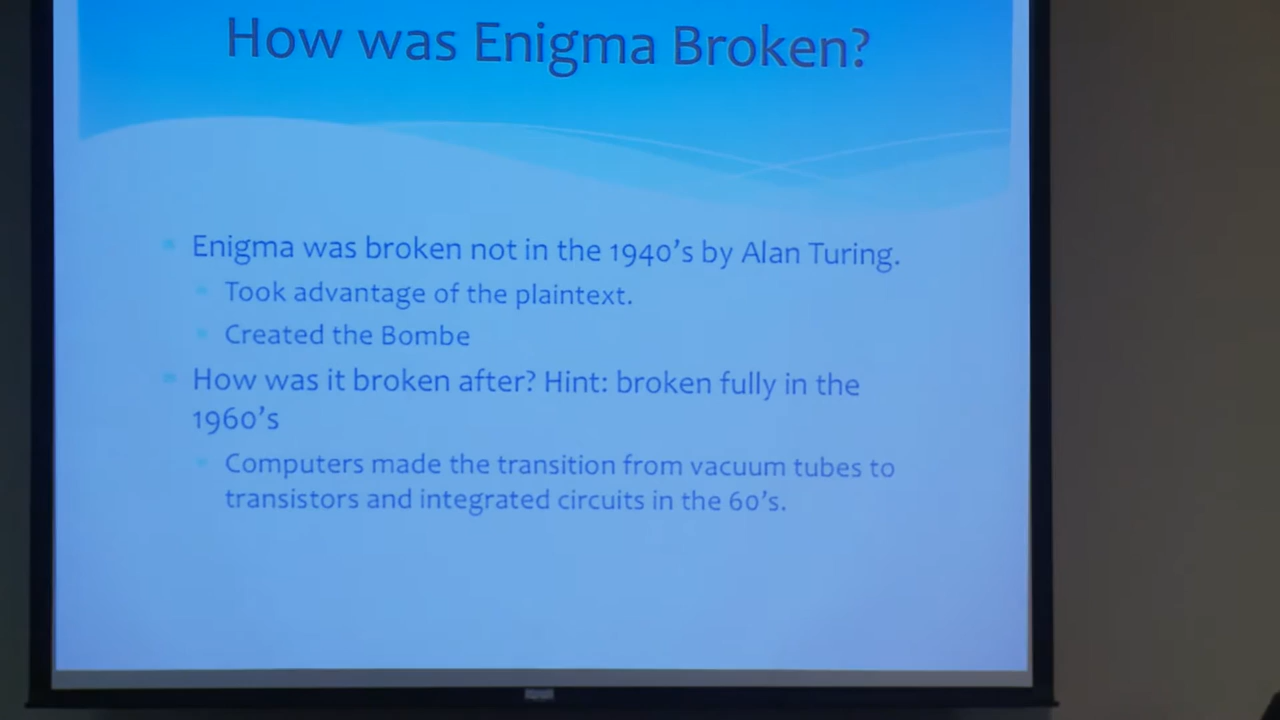 How was Enigma Broken?
Enigma was broken not in the 1940's by Alan Turing.
Took advantage of the plaintext.
Created the Bombe
How was it broken after? Hint: broken fully in the
1960's
Computers made the transition from vacuum tubes to
transistors and integrated circuits in the 60's.